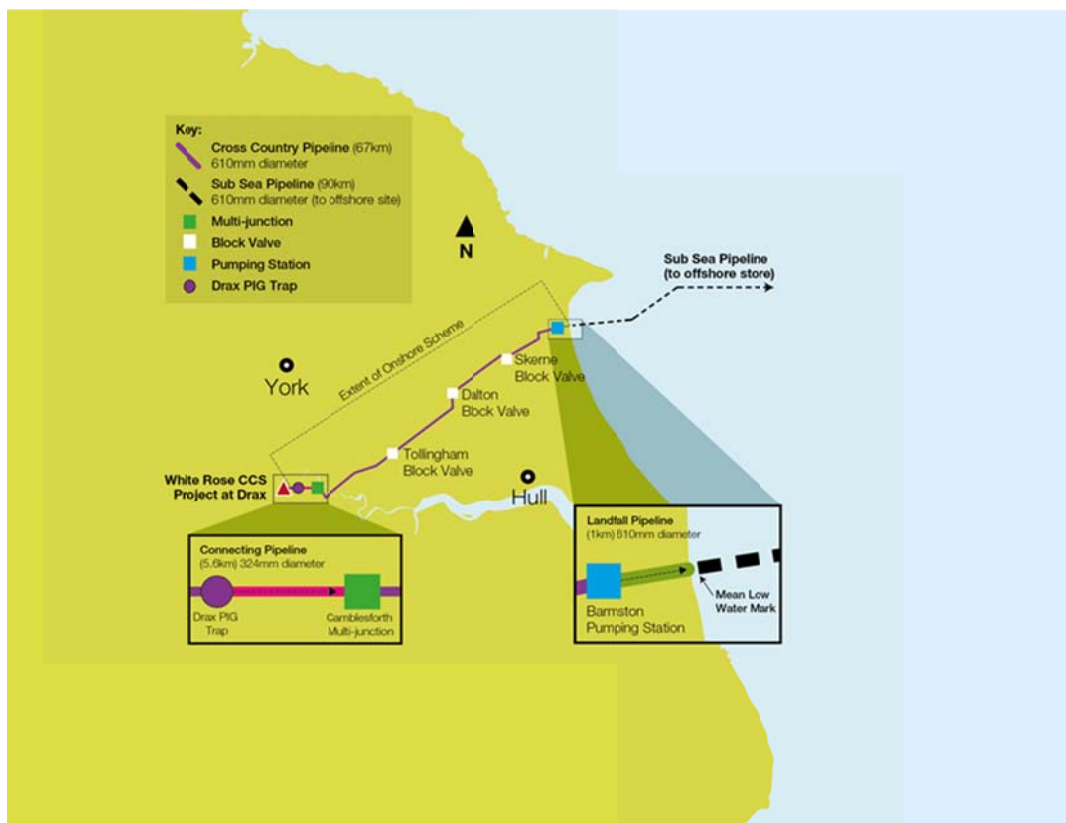 Key:
Cross Country Pipeline (67km)
610mm diameter
Sub Sea Pipeline (90km)
610mm diameter (to offshore site)
Multi-junction
Block Valve
Pumping Station
Drax PIG Trap
N
Sub Sea Pipeline
(to offshore store)
Extent of Onshore Scheme
York
Skerne
Block Valve
Dalton
Block Valve
Tollingham
Block Valve
White Rose CCS
Project at Drax
Hull
Connecting Pipeline
(5.6km) 324mm diameter
Drax PIG
Trap
Camblesforth
Multi-junction
Landfall Pipeline
(1km) 610mm diameter
Barmston
Pumping Station
Mean Low
Water Mark